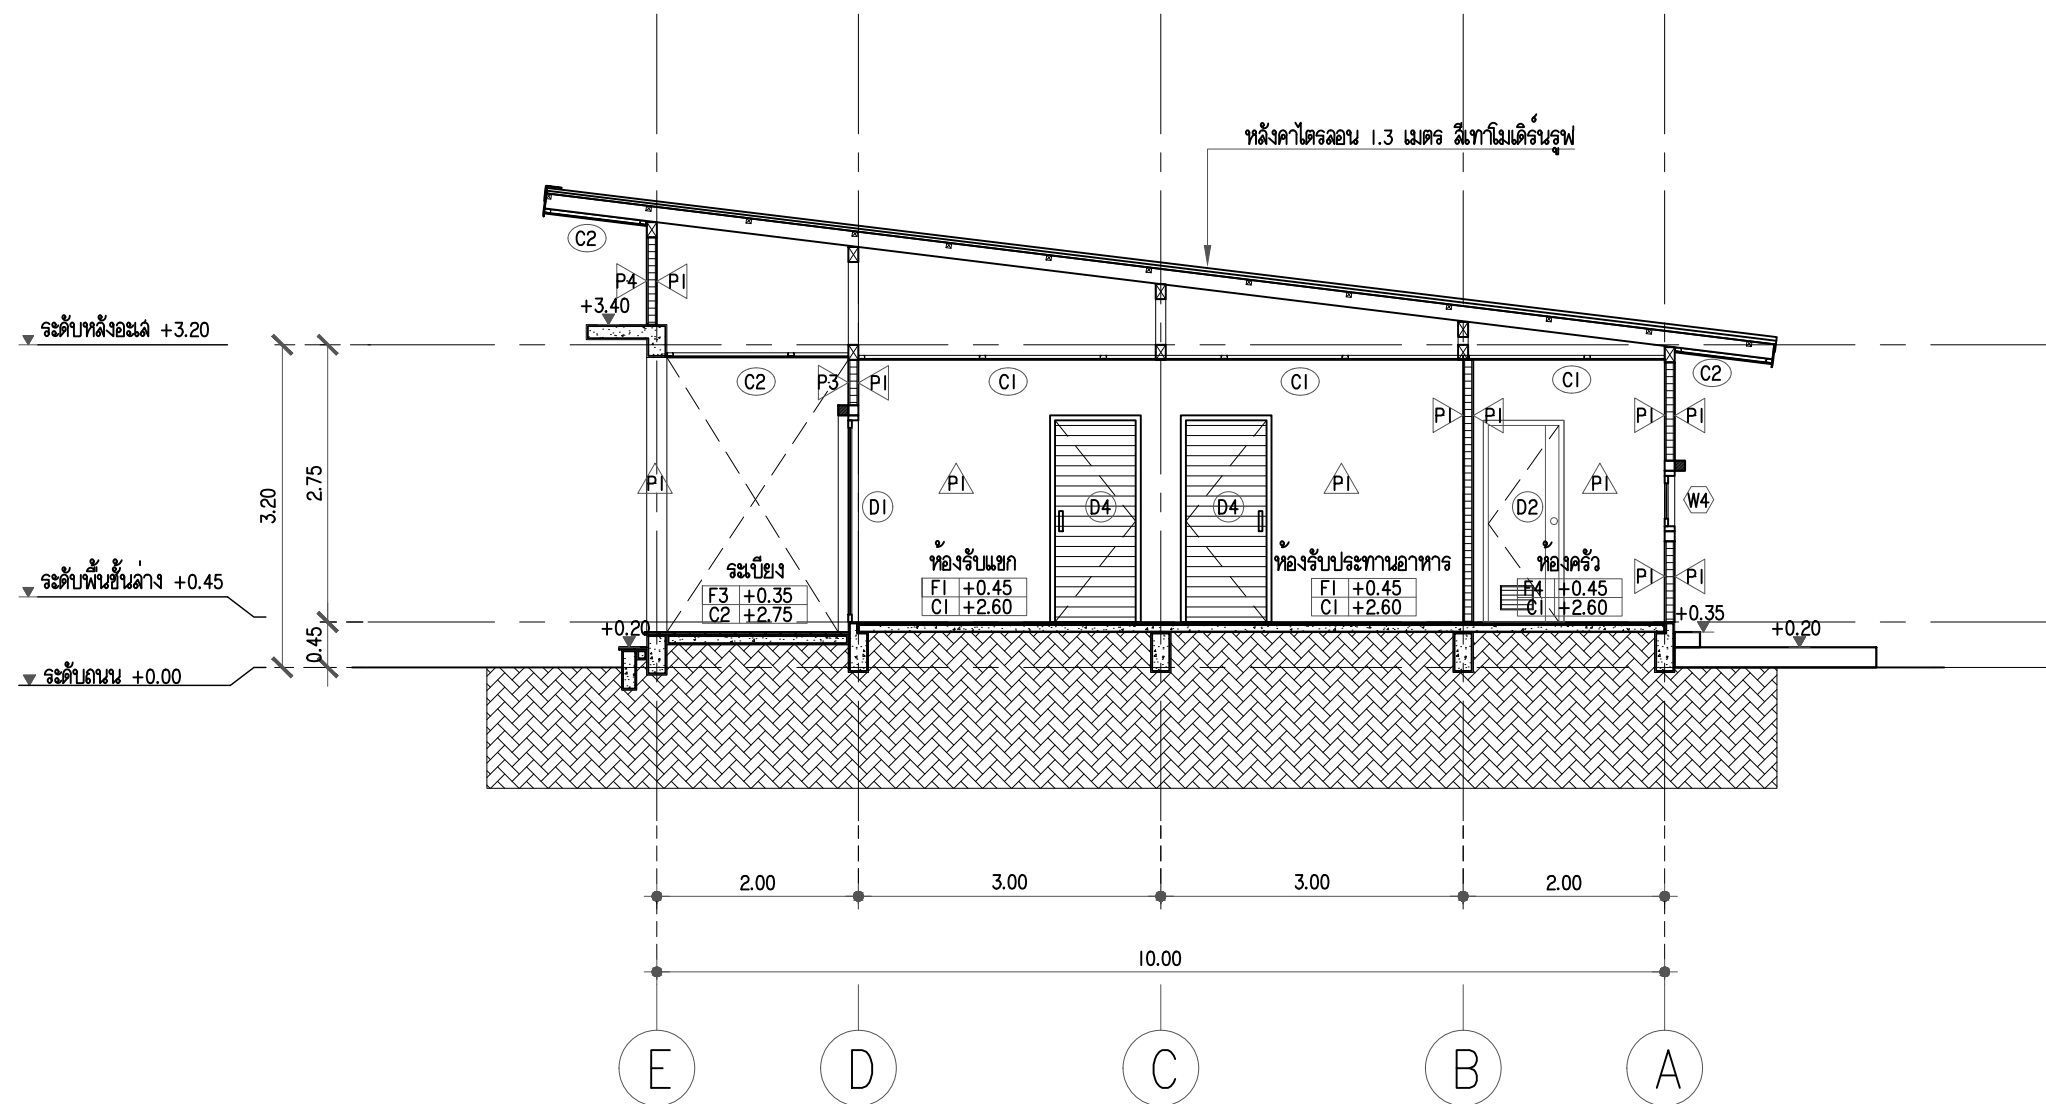 หลังคาไตรลอน 1.3 เมตร สีเทาโมเดิร์นรูฟ
C2
P4 P1
+3.40
ระดับหลังอะเส +3.20
C2 P3 P1 C1 C1 C1 C2
P1 P1 P1 P1
3.20 2.75
P1 P1 P1 P1
D1 D4 D4 D2 W4
ระเบียง ห้องรับแขก ห้องรับประทานอาหาร ห้องครัว
P1 P1
F3 +0.35 F1 +0.45 F1 +0.45 F4 +0.45
C2 +2.75 C1 +2.60 C1 +2.60 C1 +2.60
ระดับพื้นชั้นล่าง +0.45
+0.35
+0.20 +0.20
0.45
ระดับถนน +0.00
2.00 3.00 3.00 2.00
10.00
E D C B A